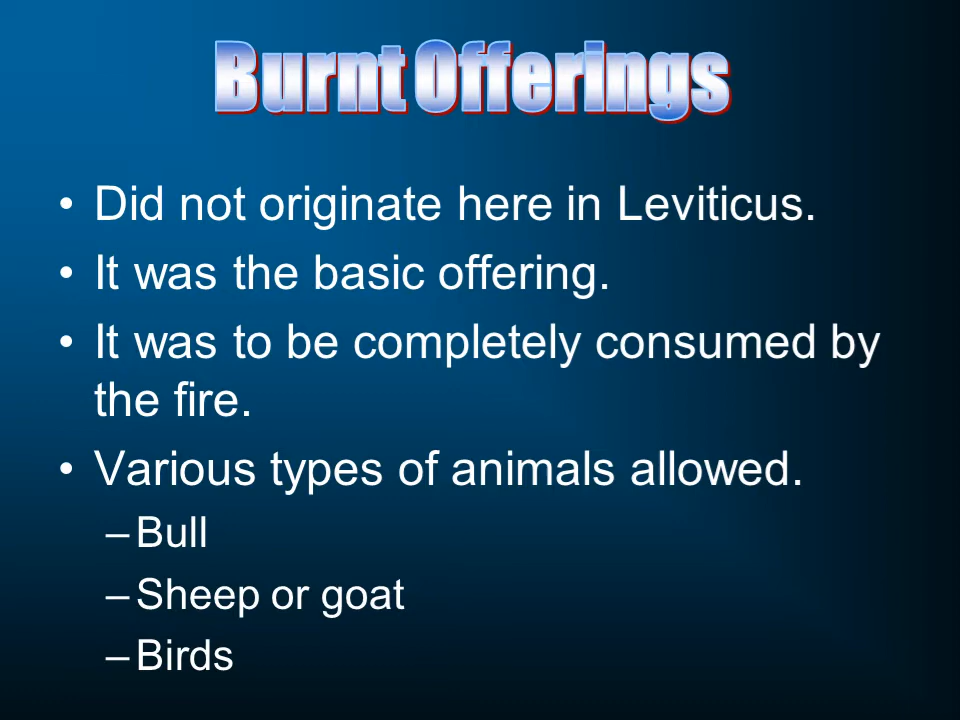 Burnt Offerings
• Did not originate here in Leviticus.
• It was the basic offering.
• It was to be completely consumed by
the fire.
• Various types of animals allowed.
– Bull
– Sheep or goat
– Birds